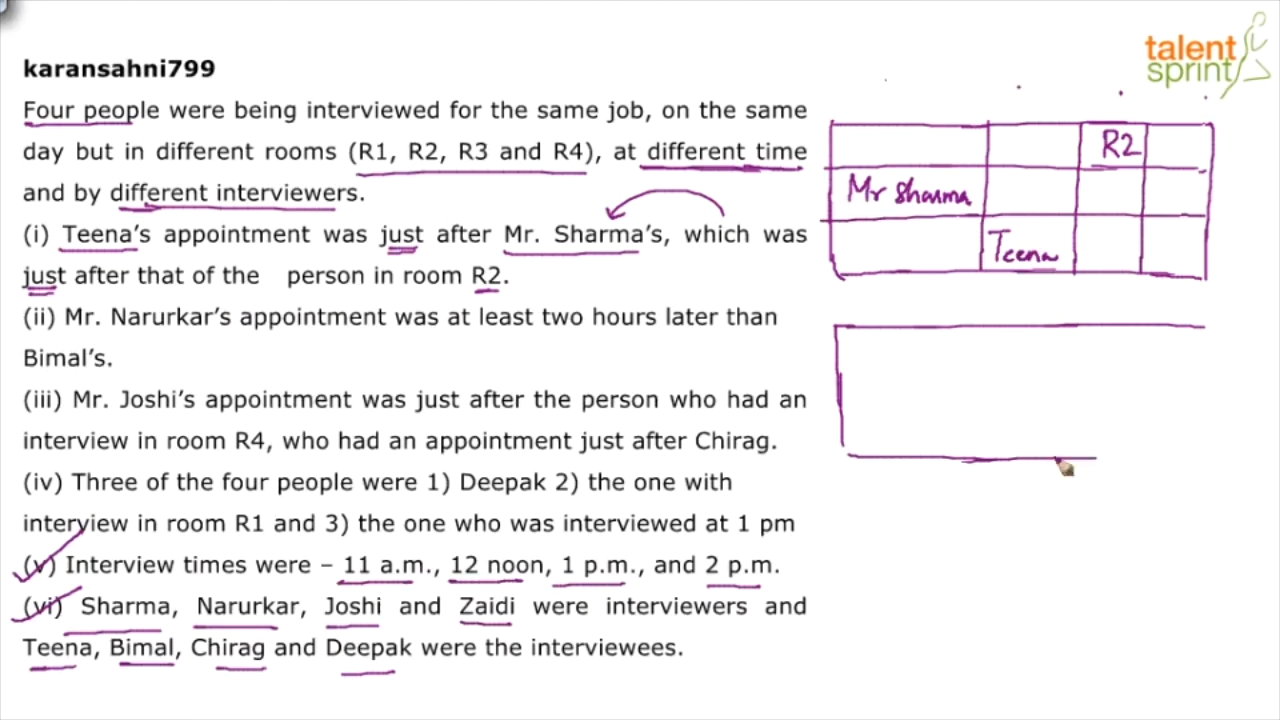 talent
sprint
karansahni799
Four people were being interviewed for the same job, on the same
day but in different rooms (R1, R2, R3 and R4), at different time
and by different interviewers.
(i) Teena's appointment was just after Mr. Sharma's, which was
just after that of the person in room R2.
(ii) Mr. Narurkar's appointment was at least two hours later than
Bimal's.
(iii) Mr. Joshi's appointment was just after the person who had an
interview in room R4, who had an appointment just after Chirag.
(iv) Three of the four people were 1) Deepak 2) the one with
interview in room R1 and 3) the one who was interviewed at 1 pm
(v) Interview times were – 11 a.m., 12 noon, 1 p.m., and 2 p.m.
(vi) Sharma, Narurkar, Joshi and Zaidi were interviewers and
Teena, Bimal, Chirag and Deepak were the interviewees.
R2
Mr Sharma
Teena